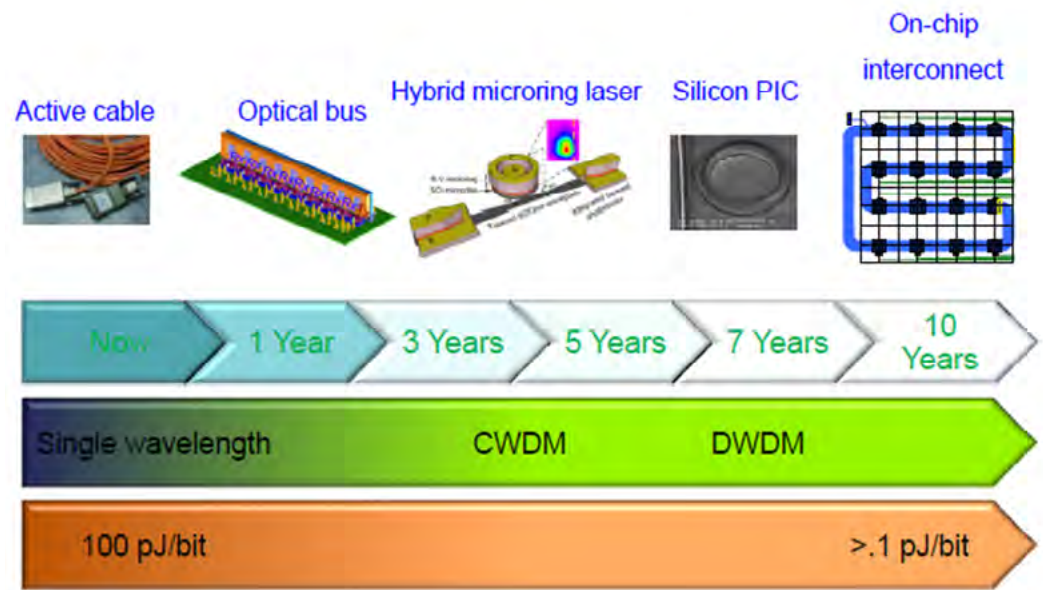 On-chip
interconnect
Active cable
Optical bus
Hybrid microring laser
Silicon PIC
Now
1 Year
3 Years
5 Years
7 Years
10
Years
Single wavelength
CWDM
DWDM
100 pJ/bit
>.1 pJ/bit